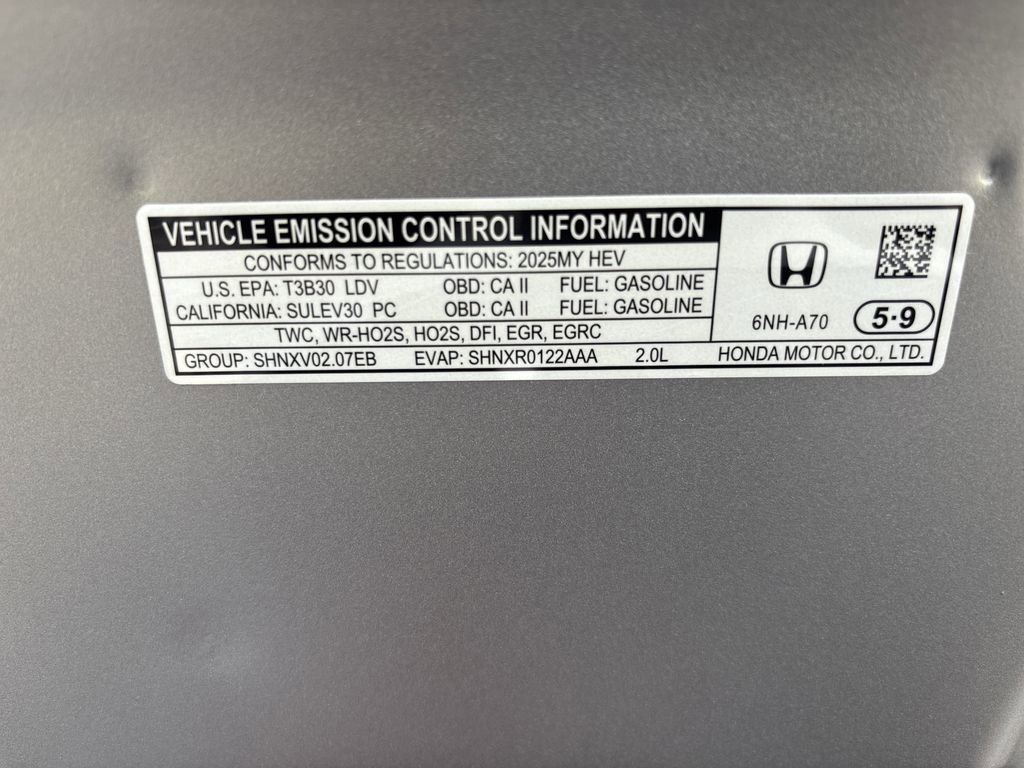 VEHICLE EMISSION CONTROL INFORMATION
CONFORMS TO REGULATIONS: 2025MY HEV
U.S. EPA: T3B30 LDV OBD: CA II FUEL: GASOLINE
CALIFORNIA: SULEV30 PC OBD: CA II FUEL: GASOLINE
TWC, WR-HO2S, HO2S, DFI, EGR, EGRC
GROUP: SHNXV02.07EB EVAP: SHNXR0122AAA 2.0L
6NH-A70 5·9
HONDA MOTOR CO., LTD.